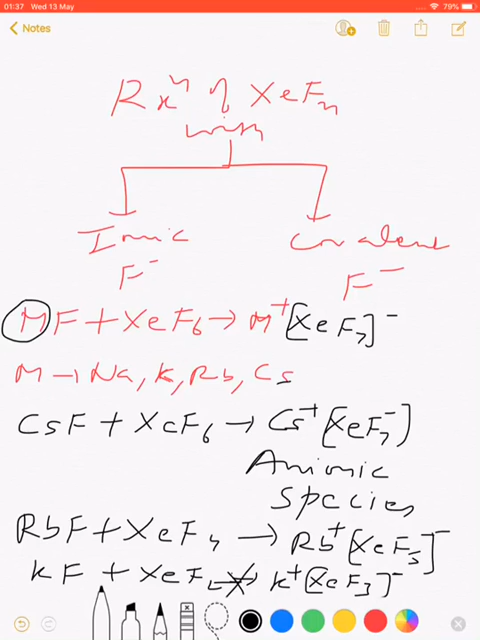 01:37 Wed 13 May 79%
Notes
Rxⁿ of XeFₙ
with
Ionic Covalent
F⁻ F⁻
MF + XeF₆ → M⁺[XeF₇]⁻
M → Na, K, Rb, Cs
CsF + XeF₆ → Cs⁺[XeF₇⁻]
Anionic
Species
RbF + XeF₄ → Rb⁺[XeF₅]⁻
KF + XeF₂ ↛ K⁺[XeF₃]⁻